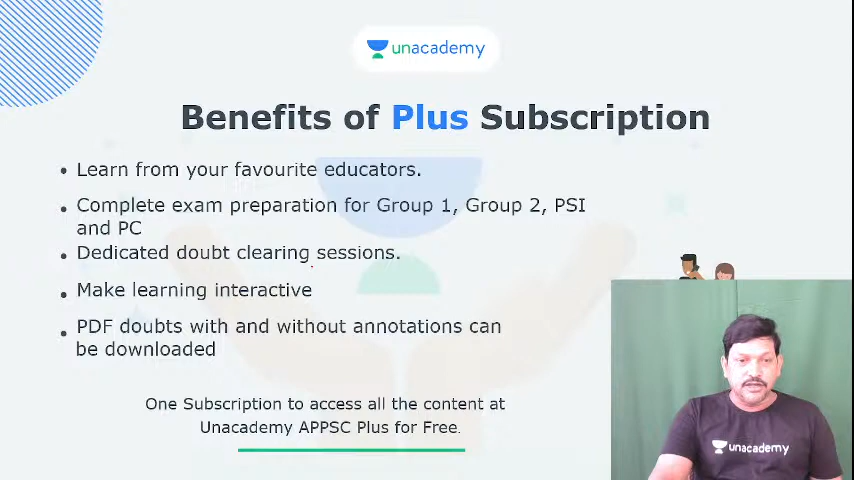 unacademy
Benefits of Plus Subscription
• Learn from your favourite educators.
• Complete exam preparation for Group 1, Group 2, PSI
and PC
• Dedicated doubt clearing sessions.
• Make learning interactive
• PDF doubts with and without annotations can
be downloaded
One Subscription to access all the content at
Unacademy APPSC Plus for Free.
unacademy